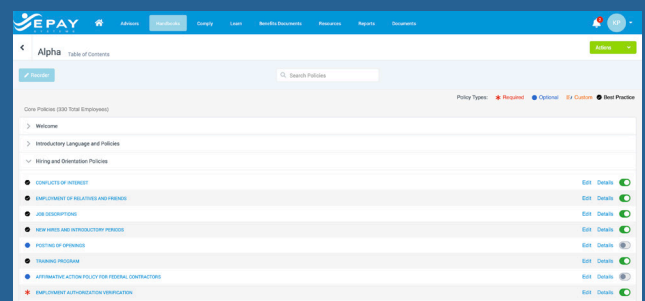 EPAY
SYSTEMS
Advisors Handbooks Comply Learn Benefits Documents Resources Reports Documents KP
Alpha Table of Contents Actions
Reorder Search Policies
Policy Types: Required Optional Custom Best Practice
Core Policies (330 Total Employees)
Welcome
Introductory Language and Policies
Hiring and Orientation Policies
CONFLICTS OF INTEREST Edit Details
EMPLOYMENT OF RELATIVES AND FRIENDS Edit Details
JOB DESCRIPTIONS Edit Details
NEW HIRES AND INTRODUCTORY PERIODS Edit Details
POSTING OF OPENINGS Edit Details
TRAINING PROGRAM Edit Details
AFFIRMATIVE ACTION POLICY FOR FEDERAL CONTRACTORS Edit Details
EMPLOYMENT AUTHORIZATION VERIFICATION Edit Details